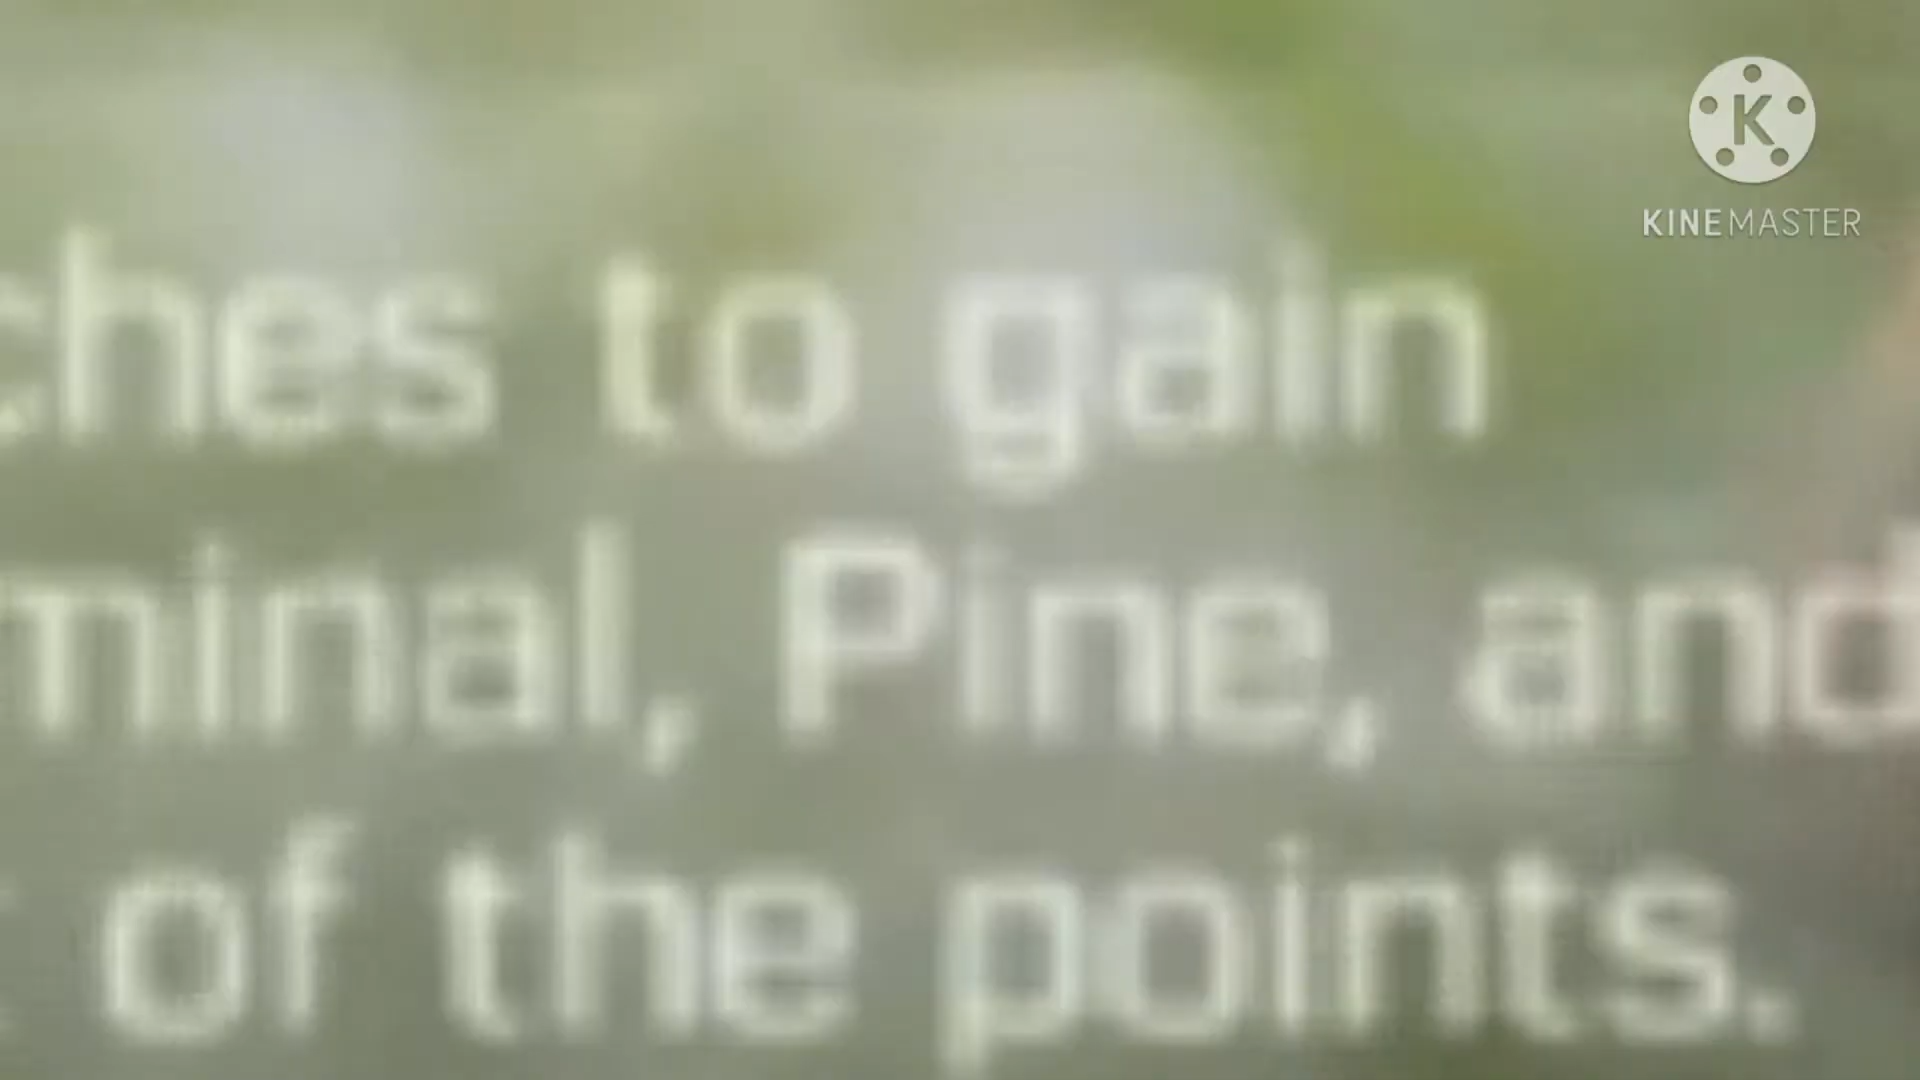 KINEMASTER
ches to gain
minal, Pine, and
of the points.